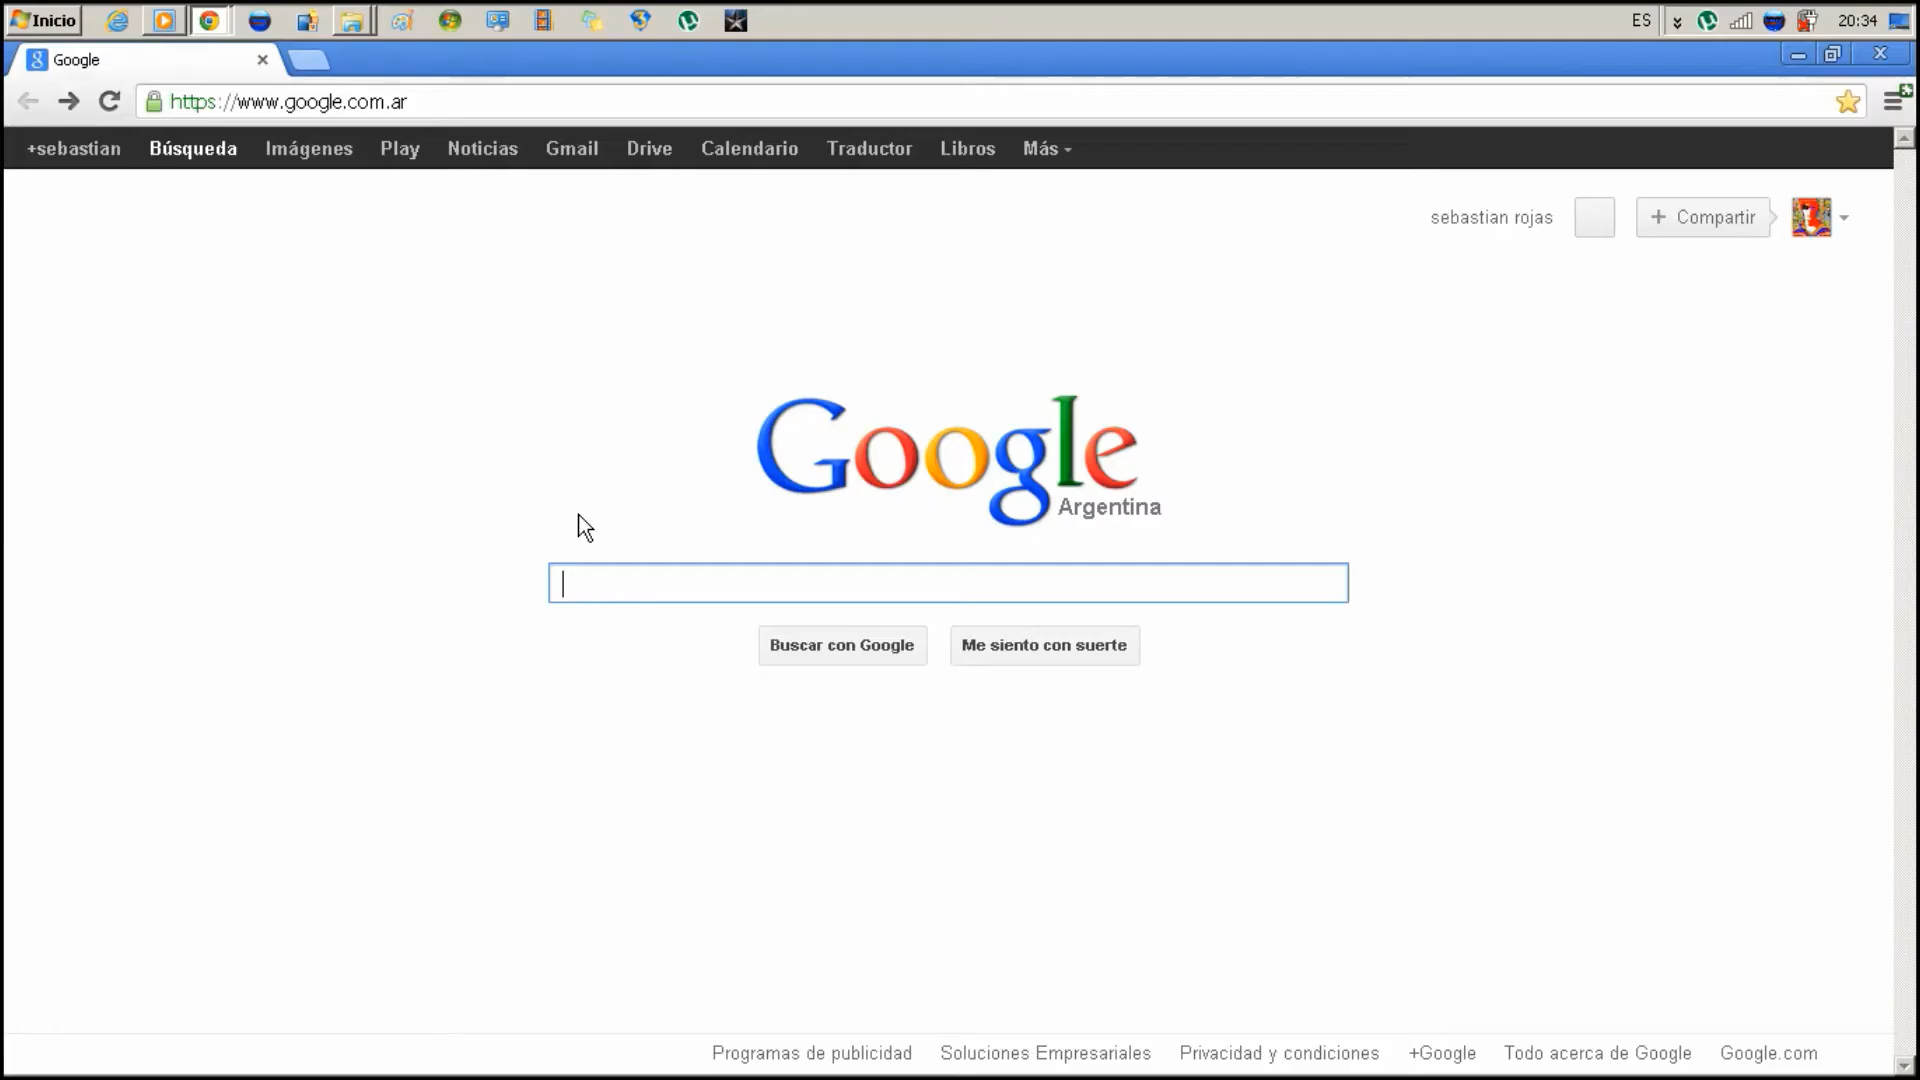 Inicio
ES
20:34
Google
https://www.google.com.ar
+sebastian Búsqueda Imágenes Play Noticias Gmail Drive Calendario Traductor Libros Más
sebastian rojas
+ Compartir
Google
Argentina
Buscar con Google
Me siento con suerte
Programas de publicidad Soluciones Empresariales Privacidad y condiciones +Google Todo acerca de Google Google.com